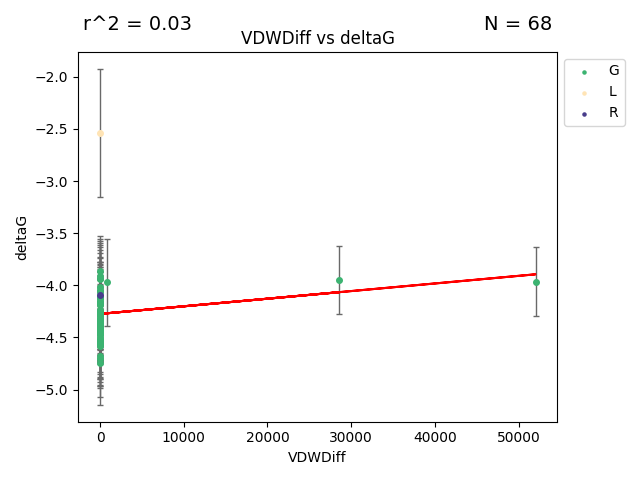 r^2 = 0.03
N = 68
VDWDiff vs deltaG
−2.0
−2.5
−3.0
−3.5
−4.0
−4.5
−5.0
deltaG
0
10000
20000
30000
40000
50000
VDWDiff
G
L
R